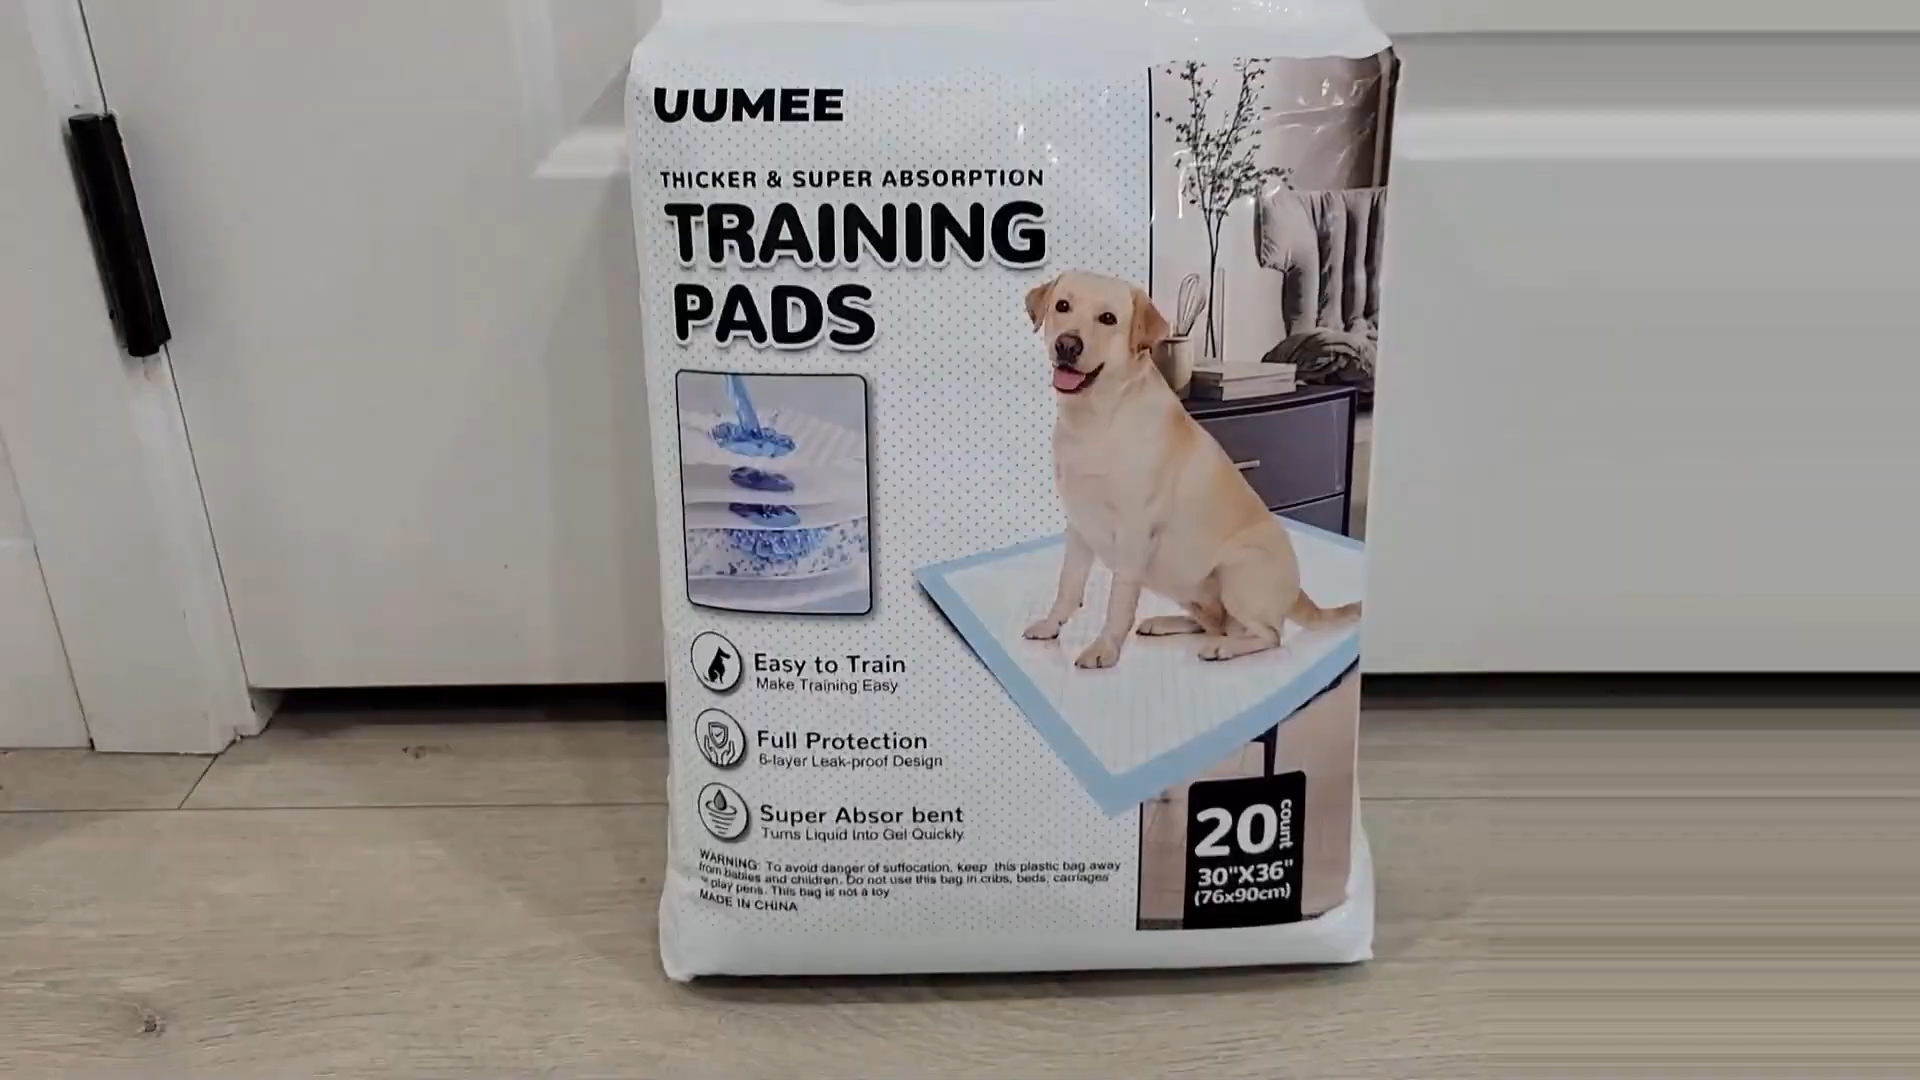 UUMEE
THICKER & SUPER ABSORPTION
TRAINING
PADS
Easy to Train
Make Training Easy
Full Protection
6-layer Leak-proof Design
Super Absor bent
Turns Liquid Into Gel Quickly
WARNING: To avoid danger of suffocation, keep this plastic bag away
from babies and children. Do not use this bag in cribs, beds, carriages
play pens. This bag is not a toy
MADE IN CHINA
20 count
30"X36"
(76x90cm)